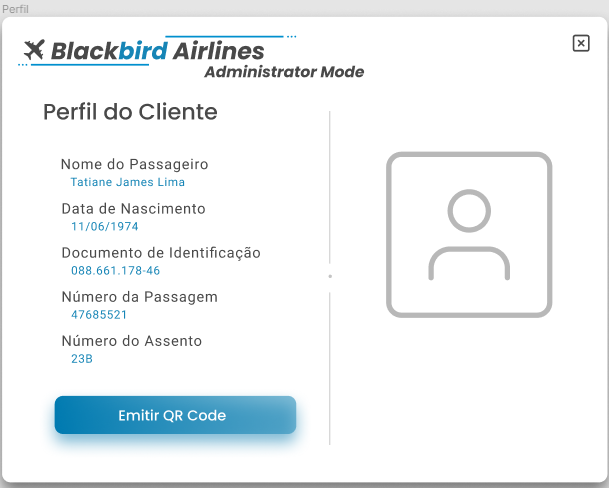 Perfil
Blackbird Airlines
Administrator Mode
Perfil do Cliente
Nome do Passageiro
Tatiane James Lima
Data de Nascimento
11/06/1974
Documento de Identificação
088.661.178-46
Número da Passagem
47685521
Número do Assento
23B
Emitir QR Code